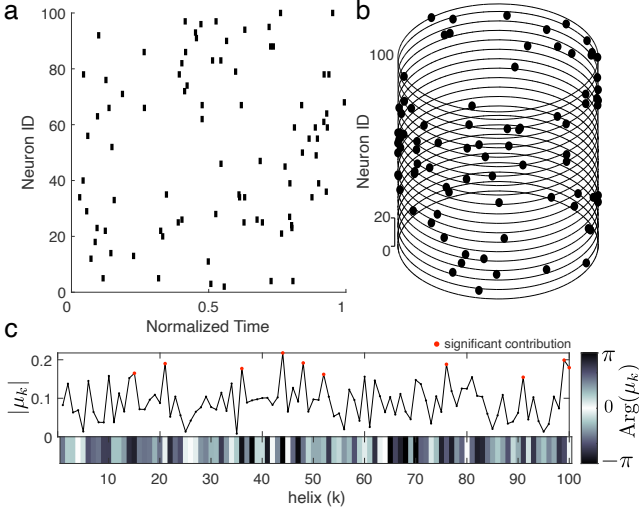 a
100
80
60
40
20
0
Neuron ID
0
0.5
1
Normalized Time
b
100
20
0
Neuron ID
c
significant contribution
0.2
0.1
0
|μk|
10 20 30 40 50 60 70 80 90 100
helix (k)
π
0
−π
Arg(μk)